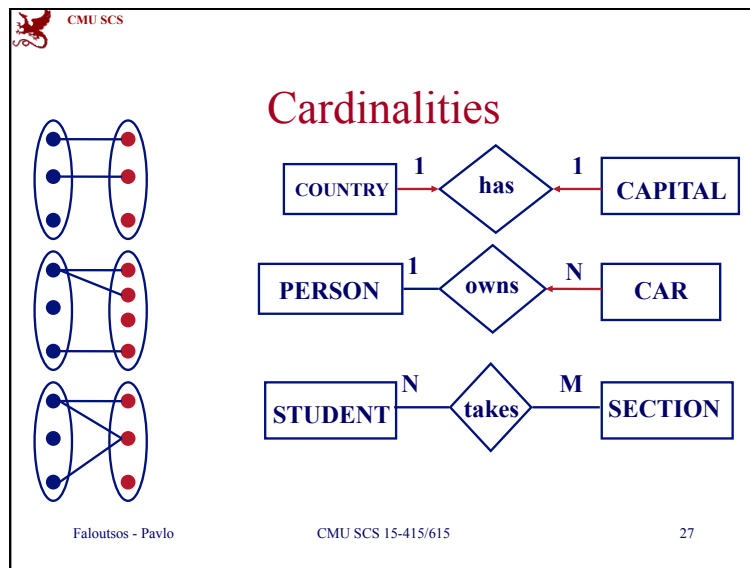 CMU SCS
Cardinalities
COUNTRY 1 has 1 CAPITAL
PERSON 1 owns N CAR
STUDENT N takes M SECTION
Faloutsos - Pavlo CMU SCS 15-415/615 27